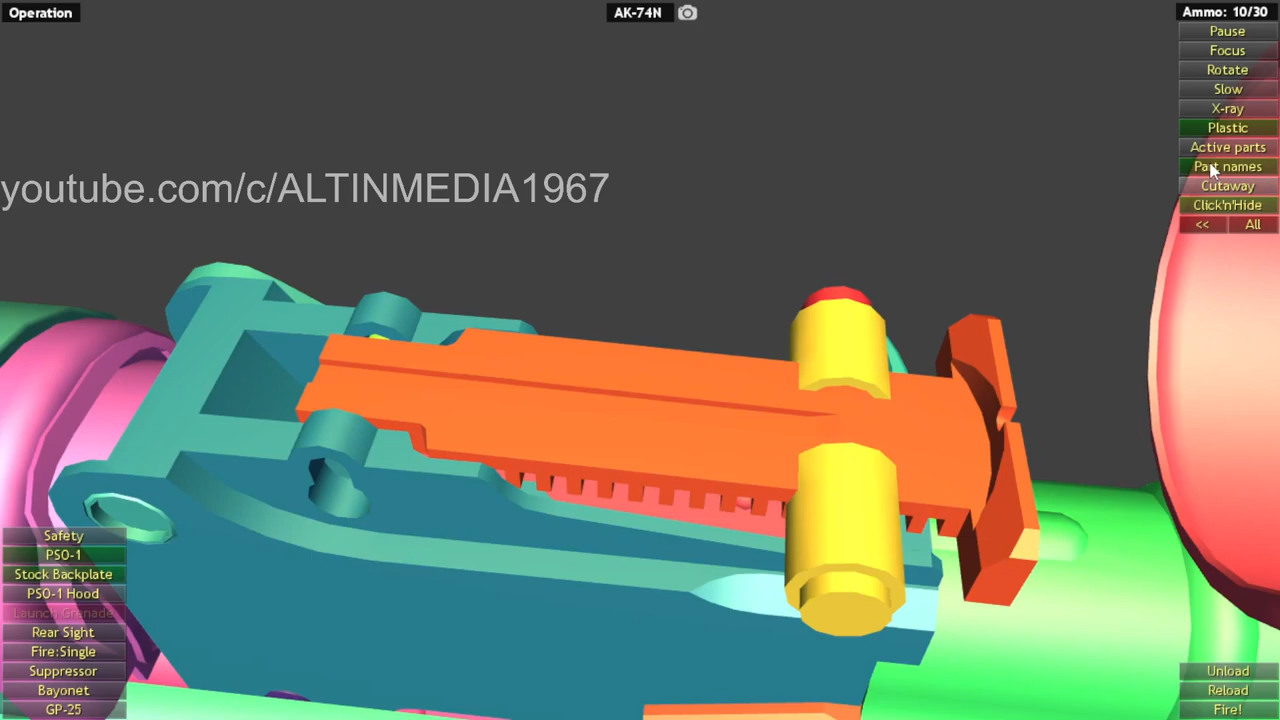 Operation
AK-74N
Ammo: 10/30
Pause
Focus
Rotate
Slow
X-ray
Plastic
Active parts
Part names
Cutaway
Click'n'Hide
<< All
youtube.com/c/ALTINMEDIA1967
Safety
PSO-1
Stock Backplate
PSO-1 Hood
Launch Grenade
Rear Sight
Fire:Single
Suppressor
Bayonet
GP-25
Unload
Reload
Fire!